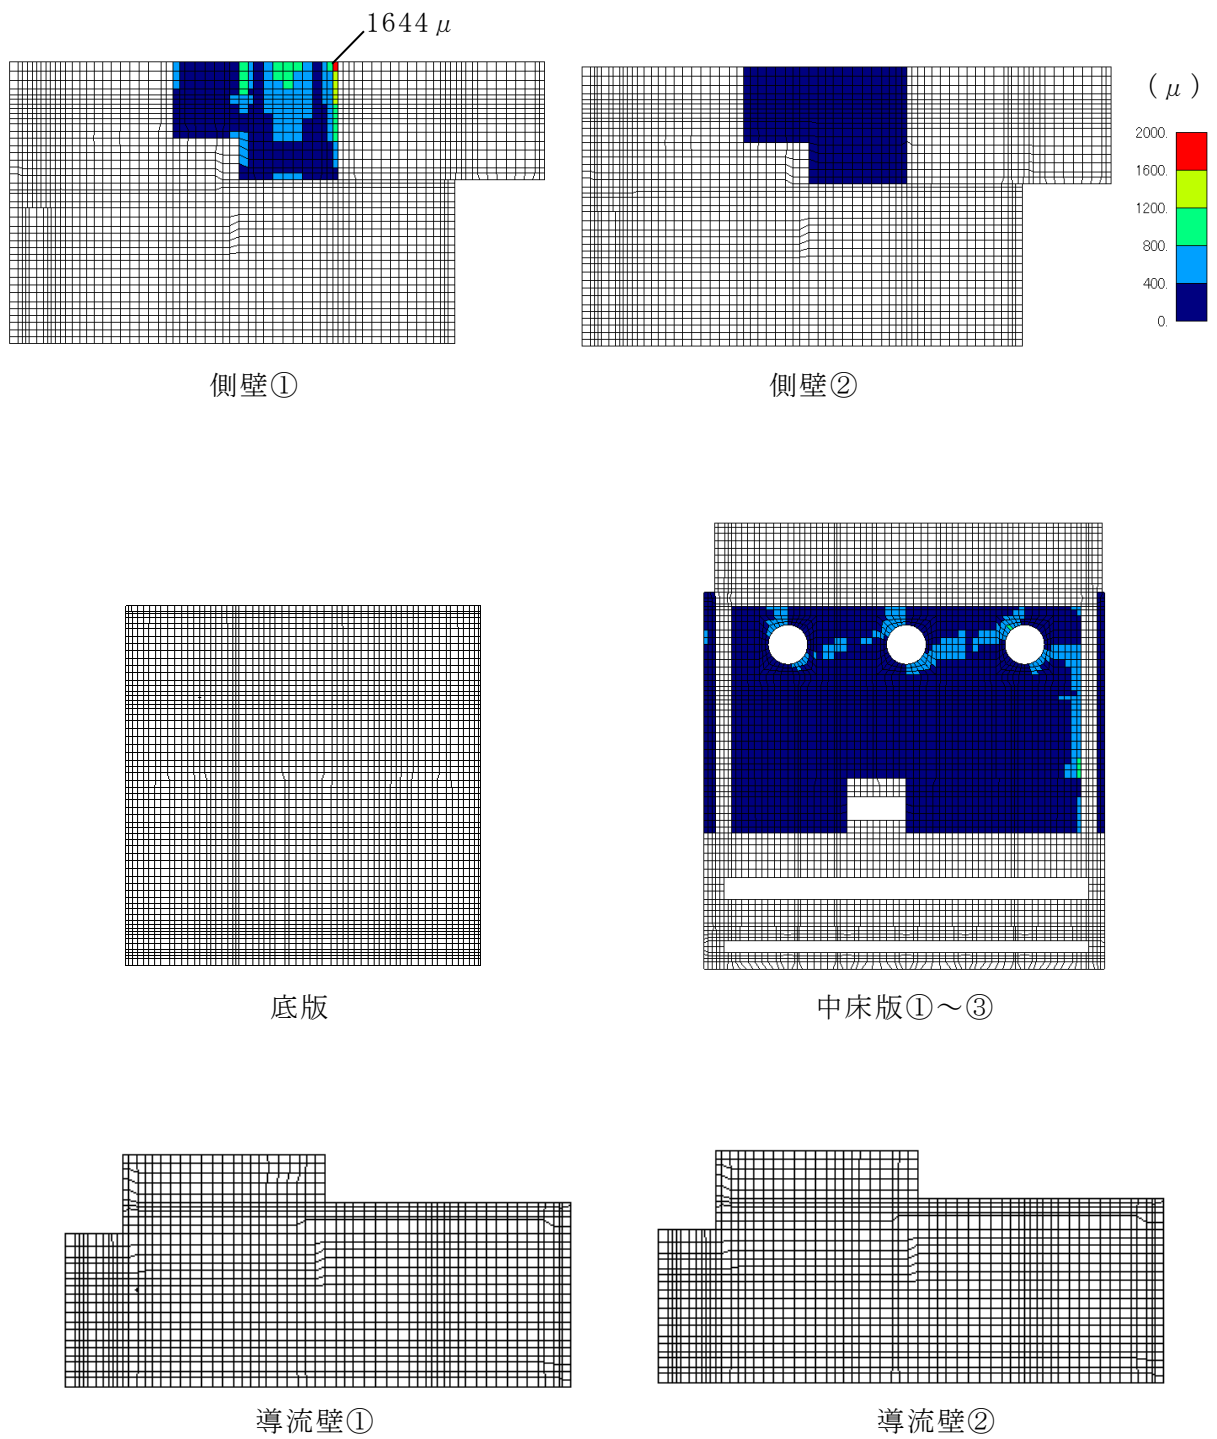 1644μ
(μ)
2000.
1600.
1200.
800.
400.
0.
側壁①
側壁②
底版
中床版①～③
導流壁①
導流壁②